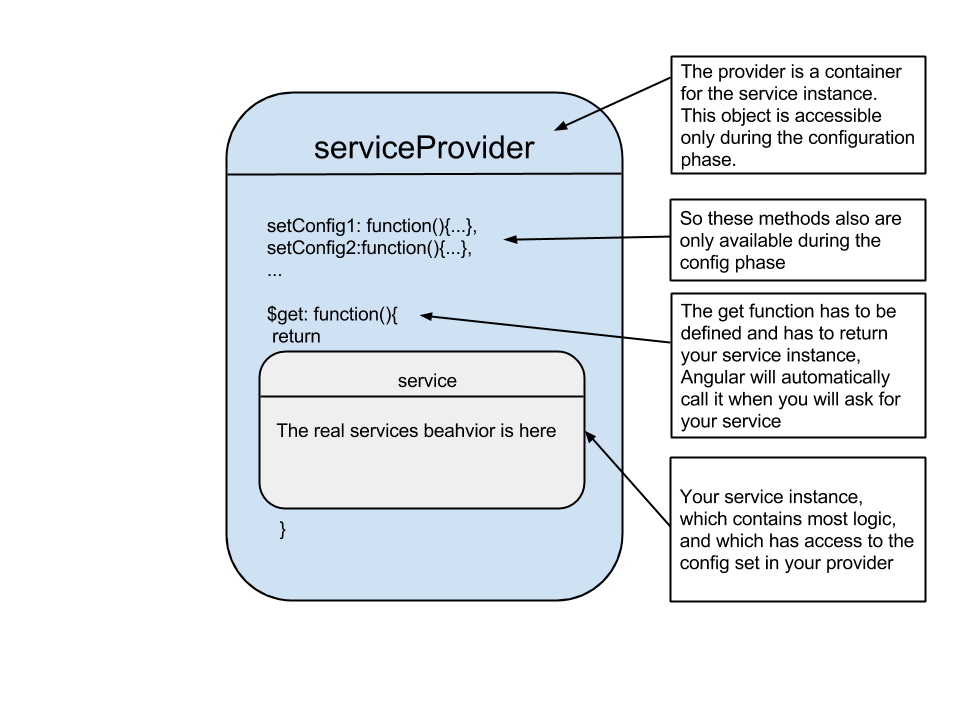 serviceProvider
setConfig1: function(){...},
setConfig2:function(){...},
...
$get: function(){
return
service
The real services beahvior is here
}
The provider is a container
for the service instance.
This object is accessible
only during the configuration
phase.
So these methods also are
only available during the
config phase
The get function has to be
defined and has to return
your service instance,
Angular will automatically
call it when you will ask for
your service
Your service instance,
which contains most logic,
and which has access to the
config set in your provider